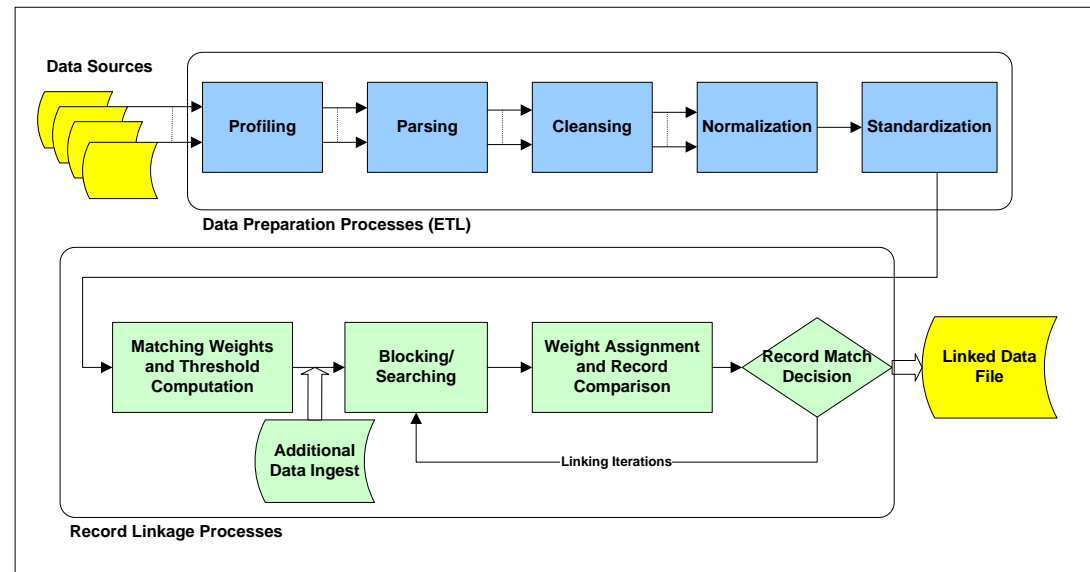 Data Sources
Profiling
Parsing
Cleansing
Normalization
Standardization
Data Preparation Processes (ETL)
Matching Weights
and Threshold
Computation
Blocking/
Searching
Weight Assignment
and Record
Comparison
Record Match
Decision
Linked Data
File
Additional
Data Ingest
Linking Iterations
Record Linkage Processes